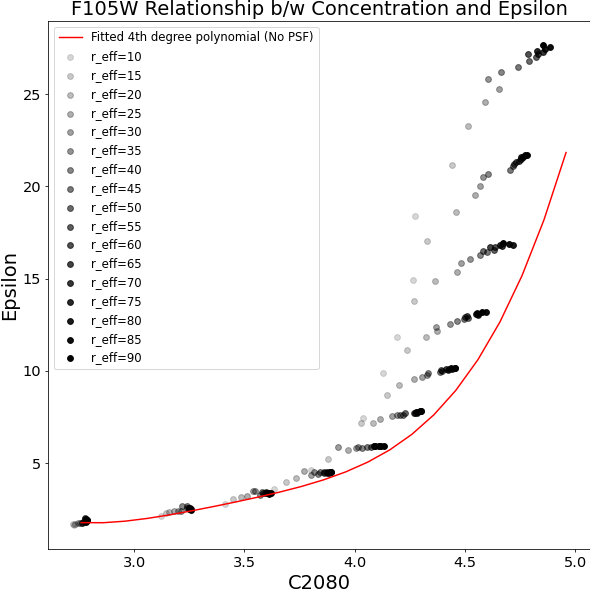 F105W Relationship b/w Concentration and Epsilon
Fitted 4th degree polynomial (No PSF)
r_eff=10
r_eff=15
r_eff=20
r_eff=25
r_eff=30
r_eff=35
r_eff=40
r_eff=45
r_eff=50
r_eff=55
r_eff=60
r_eff=65
r_eff=70
r_eff=75
r_eff=80
r_eff=85
r_eff=90
Epsilon
25
20
15
10
5
3.0 3.5 4.0 4.5 5.0
C2080